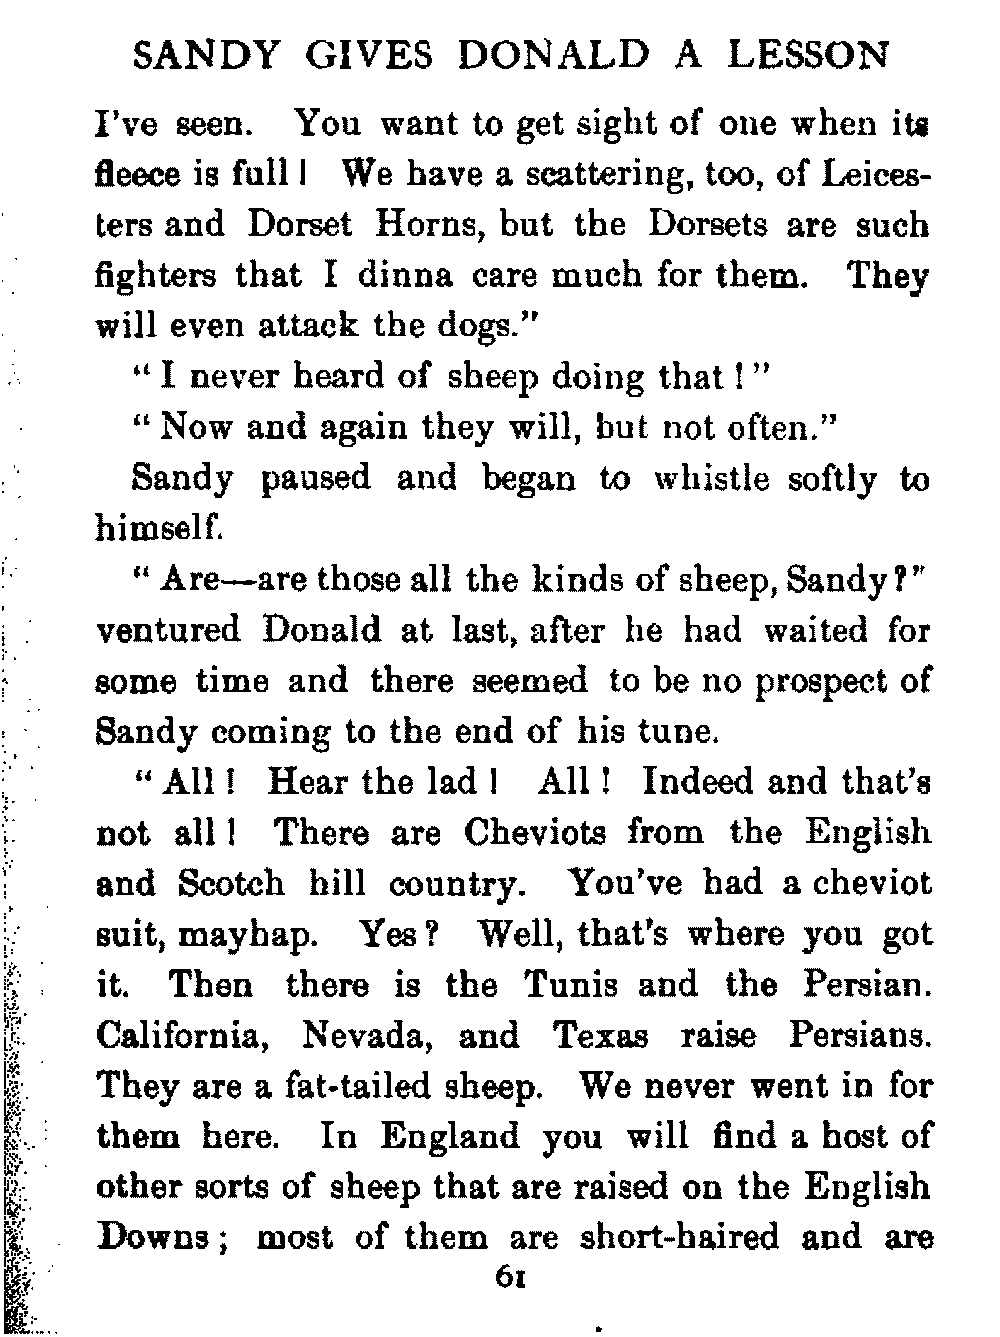 SANDY GIVES DONALD A LESSON
I've seen. You want to get sight of one when its
fleece is full! We have a scattering, too, of Leices-
ters and Dorset Horns, but the Dorsets are such
fighters that I dinna care much for them. They
will even attack the dogs."
"I never heard of sheep doing that!"
"Now and again they will, but not often."
Sandy paused and began to whistle softly to
himself.
"Are—are those all the kinds of sheep, Sandy?"
ventured Donald at last, after he had waited for
some time and there seemed to be no prospect of
Sandy coming to the end of his tune.
"All! Hear the lad! All! Indeed and that's
not all! There are Cheviots from the English
and Scotch hill country. You've had a cheviot
suit, mayhap. Yes? Well, that's where you got
it. Then there is the Tunis and the Persian.
California, Nevada, and Texas raise Persians.
They are a fat-tailed sheep. We never went in for
them here. In England you will find a host of
other sorts of sheep that are raised on the English
Downs; most of them are short-haired and are
61